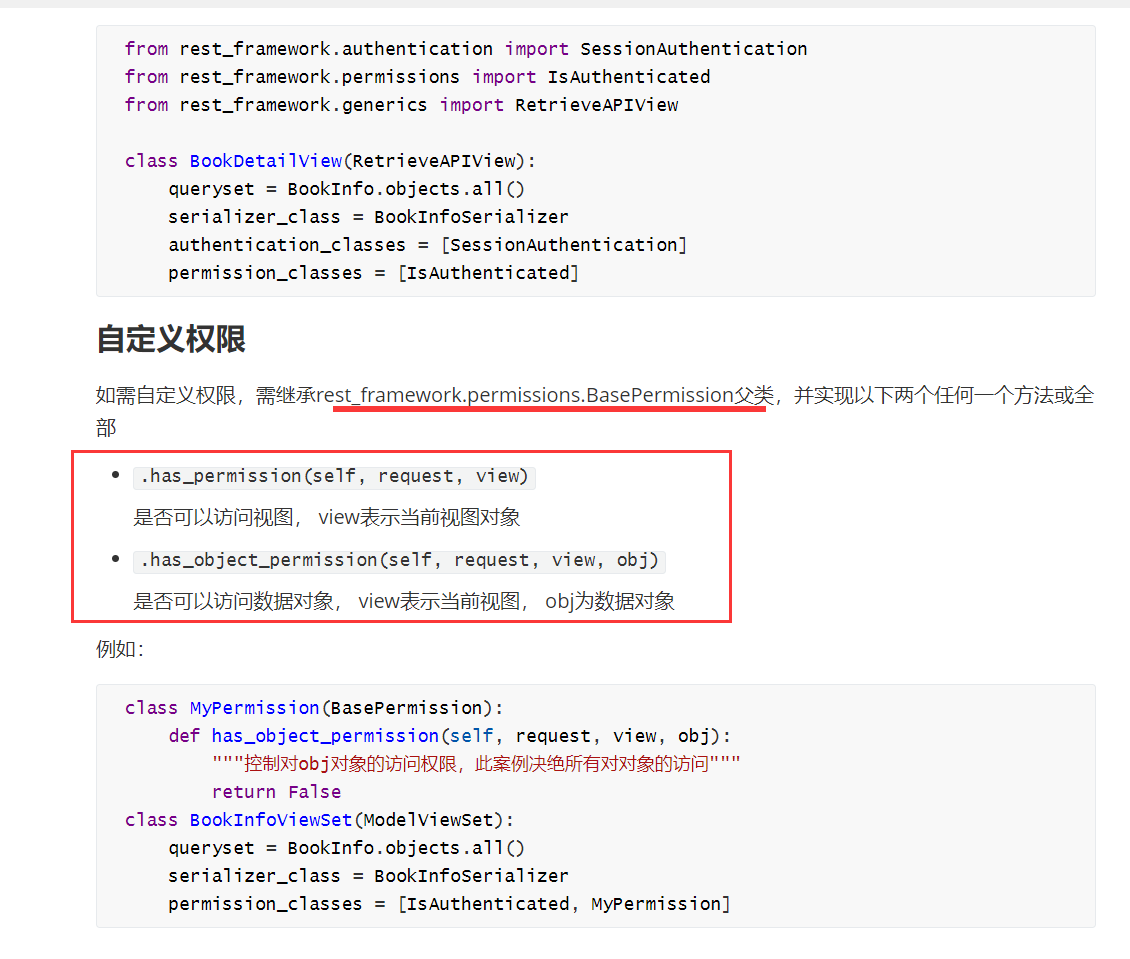 from rest_framework.authentication import SessionAuthentication
from rest_framework.permissions import IsAuthenticated
from rest_framework.generics import RetrieveAPIView
class BookDetailView(RetrieveAPIView):
    queryset = BookInfo.objects.all()
    serializer_class = BookInfoSerializer
    authentication_classes = [SessionAuthentication]
    permission_classes = [IsAuthenticated]
自定义权限
如需自定义权限，需继承rest_framework.permissions.BasePermission父类，并实现以下两个任何一个方法或全
部
• .has_permission(self, request, view)
是否可以访问视图， view表示当前视图对象
• .has_object_permission(self, request, view, obj)
是否可以访问数据对象， view表示当前视图， obj为数据对象
例如：
class MyPermission(BasePermission):
    def has_object_permission(self, request, view, obj):
        """控制对obj对象的访问权限，此案例决绝所有对对象的访问"""
        return False
class BookInfoViewSet(ModelViewSet):
    queryset = BookInfo.objects.all()
    serializer_class = BookInfoSerializer
    permission_classes = [IsAuthenticated, MyPermission]